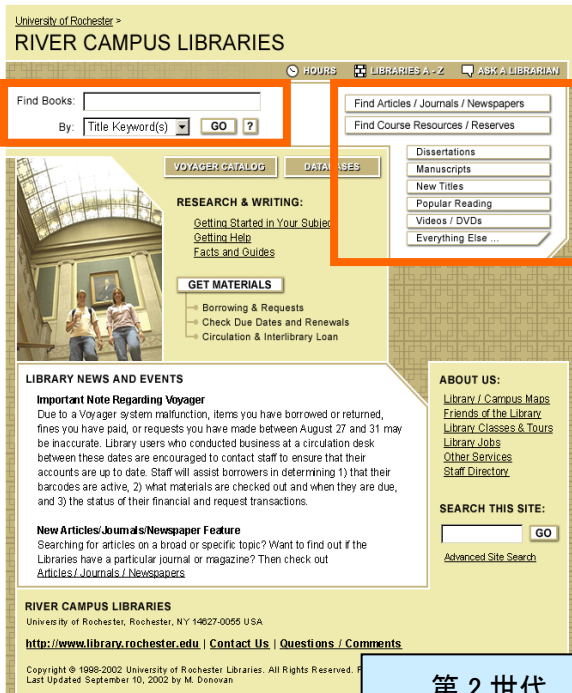 University of Rochester >
RIVER CAMPUS LIBRARIES
HOURS LIBRARIES A - Z ASK A LIBRARIAN
Find Books:
By: Title Keyword(s) GO ?
Find Articles / Journals / Newspapers
Find Course Resources / Reserves
Dissertations
Manuscripts
New Titles
Popular Reading
Videos / DVDs
Everything Else ...
VOYAGER CATALOG DATABASES
RESEARCH & WRITING:
Getting Started in Your
Getting Help
Facts and Guides
GET MATERIALS
Borrowing & Requests
Check Due Dates and Renewals
Circulation & Interlibrary Loan
LIBRARY NEWS AND EVENTS
Important Note Regarding Voyager
Due to a Voyager system malfunction, items you have borrowed or returned,
fines you have paid, or requests you have made between August 27 and 31 may
be inaccurate. Library users who conducted business at a circulation desk
between these dates are encouraged to contact staff to ensure that their
accounts are up to date. Staff will assist borrowers in determining 1) that their
barcodes are active, 2) what materials are checked out and when they are due,
and 3) the status of their financial and request transactions.
New Articles/Journals/Newspaper Feature
Searching for articles on a broad or specific topic? Want to find out if the
Libraries have a particular journal or magazine? Then check out
Articles / Journals / Newspapers
ABOUT US:
Library / Campus Maps
Friends of the Library
Library Classes & Tours
Library Jobs
Other Services
Staff Directory
SEARCH THIS SITE:
GO
Advanced Site Search
RIVER CAMPUS LIBRARIES
University of Rochester, Rochester, NY 14627-0055 USA
http://www.library.rochester.edu | Contact Us | Questions / Comments
Copyright © 1998-2002 University of Rochester Libraries. All Rights Reserved.
Last Updated September 10, 2002 by M. Donovan
第2世代